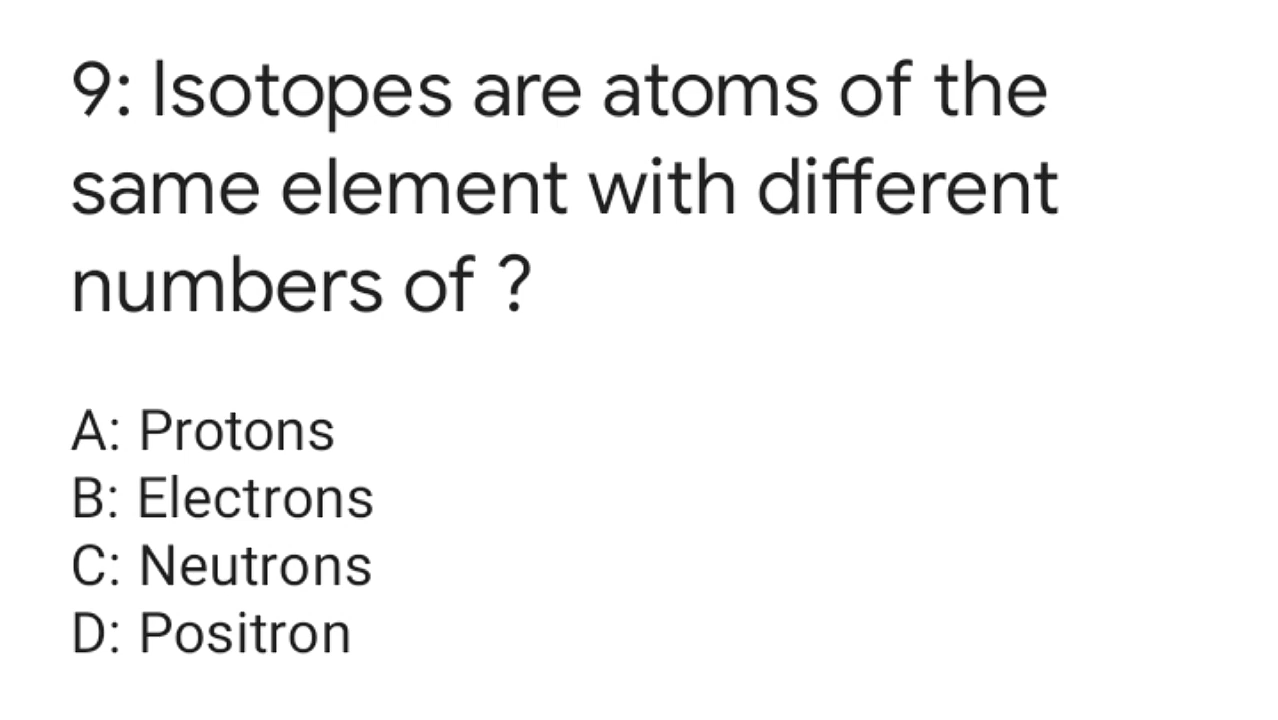 9: Isotopes are atoms of the
same element with different
numbers of ?
A: Protons
B: Electrons
C: Neutrons
D: Positron